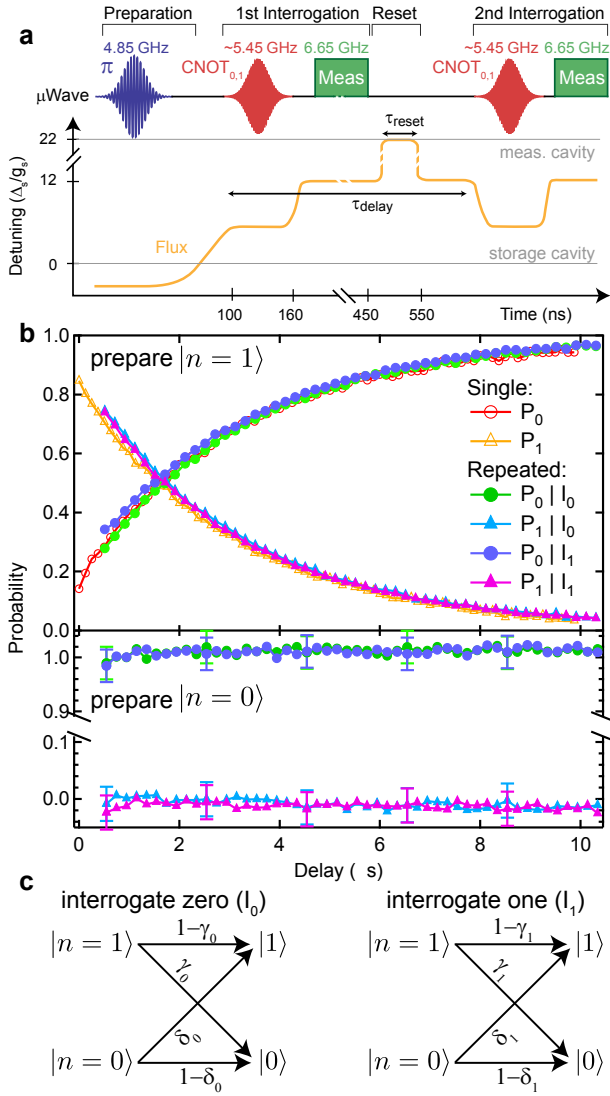 a
Preparation
1st Interrogation
Reset
2nd Interrogation
4.85 GHz
~5.45 GHz
6.65 GHz
~5.45 GHz
6.65 GHz
π
CNOT0,1
Meas
CNOT0,1
Meas
μWave
τreset
22
meas. cavity
12
τdelay
Detuning (Δs/gs)
Flux
0
storage cavity
100
160
450
550
Time (ns)
b
1.0
prepare |n = 1⟩
0.8
0.6
0.4
0.2
0.0
Single:
P0
P1
Repeated:
P0 | I0
P1 | I0
P0 | I1
P1 | I1
Probability
1.0
prepare |n = 0⟩
0.9
0.1
0.0
0
2
4
6
8
10
Delay ( s)
c
interrogate zero (I0)
interrogate one (I1)
|n = 1⟩
1−γ0
|1⟩
|n = 1⟩
1−γ1
|1⟩
γ0
γ1
δ0
δ1
|n = 0⟩
1−δ0
|0⟩
|n = 0⟩
1−δ1
|0⟩